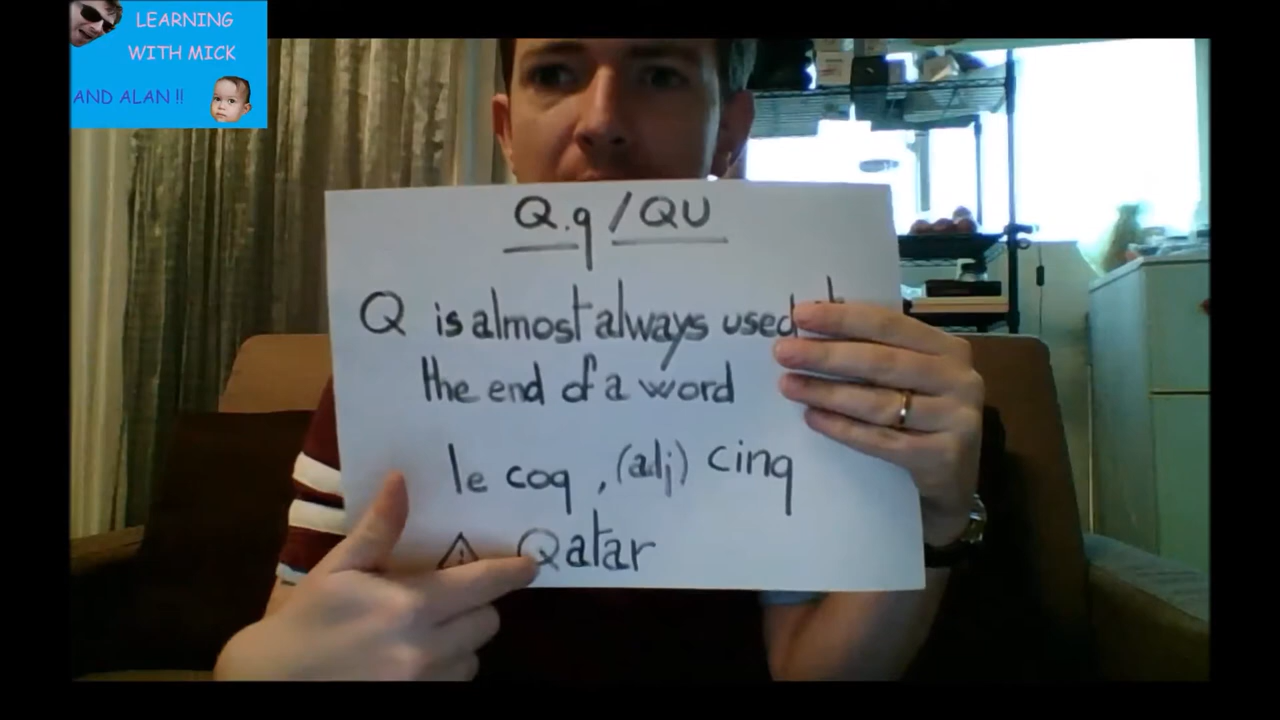 LEARNING
WITH MICK
AND ALAN !!
Q.q / QU
Q is almost always used
the end of a word
le coq, (adj) cinq
Qatar